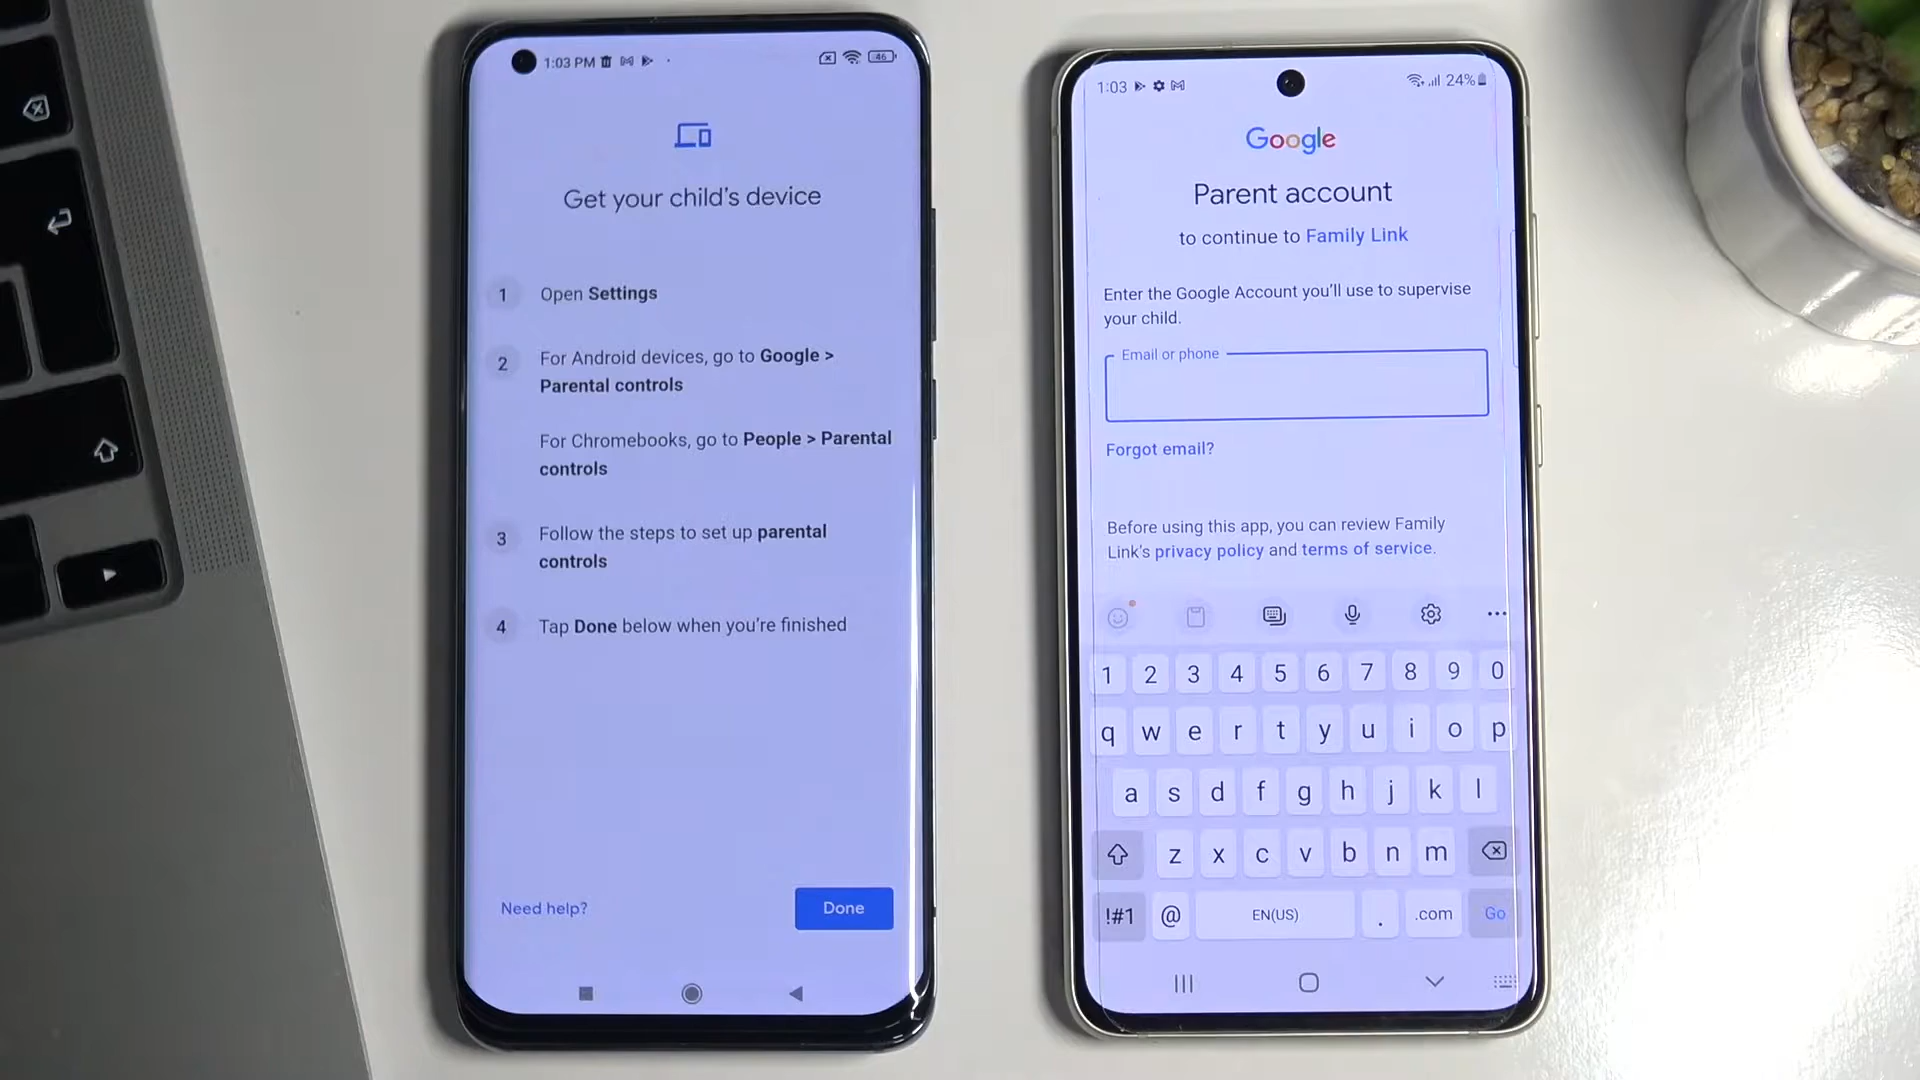 1:03 PM
46
Get your child's device
1 Open Settings
2 For Android devices, go to Google >
Parental controls
For Chromebooks, go to People > Parental
controls
3 Follow the steps to set up parental
controls
4 Tap Done below when you're finished
Need help?
Done
1:03
24%
Google
Parent account
to continue to Family Link
Enter the Google Account you'll use to supervise
your child.
Email or phone
Forgot email?
Before using this app, you can review Family
Link's privacy policy and terms of service.
1 2 3 4 5 6 7 8 9 0
q w e r t y u i o p
a s d f g h j k l
z x c v b n m
!#1 @ EN(US) . .com Go